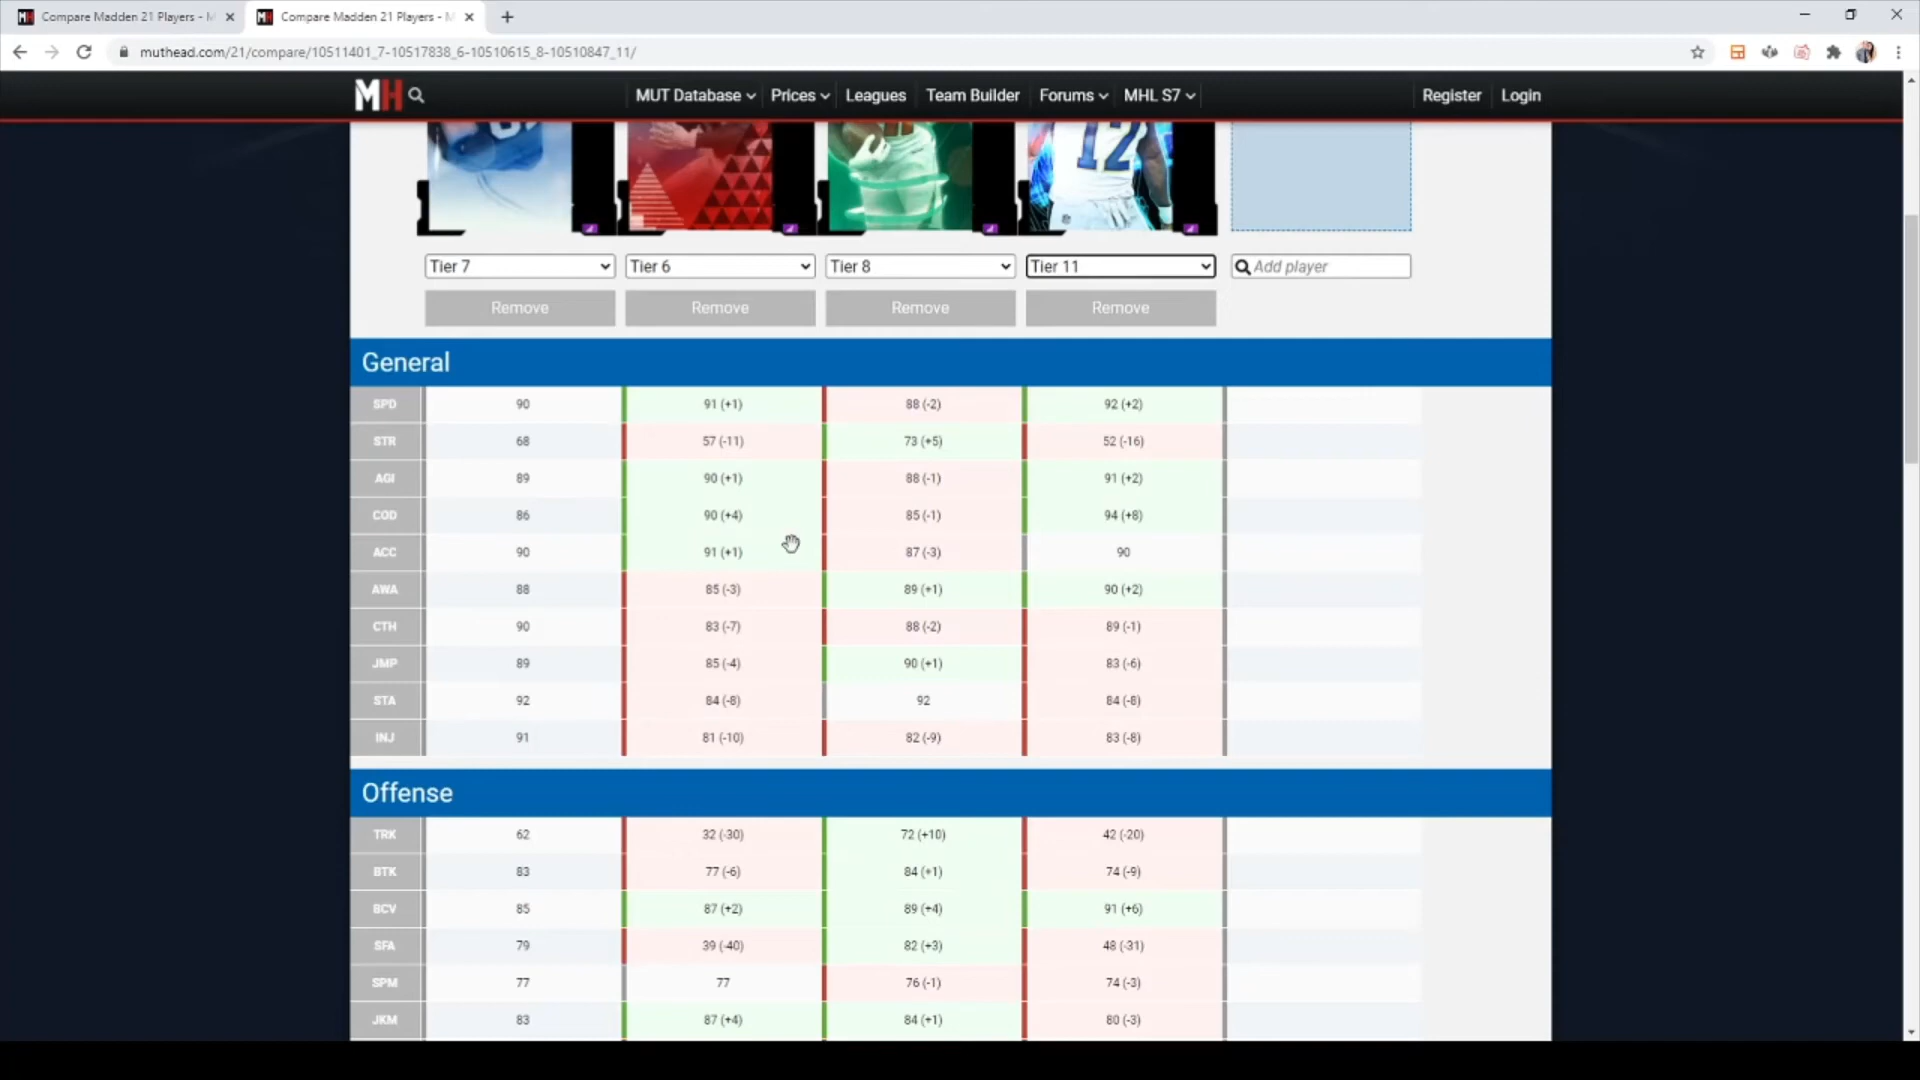 Compare Madden 21 Players - M
Compare Madden 21 Players - M
muthead.com/21/compare/10511401_7-10517838_6-10510615_8-10510847_11/
MH MUT Database Prices Leagues Team Builder Forums MHL S7 Register Login
12
Tier 7 Tier 6 Tier 8 Tier 11 Add player
Remove Remove Remove Remove
General
SPD 90 91 (+1) 88 (-2) 92 (+2)
STR 68 57 (-11) 73 (+5) 52 (-16)
AGI 89 90 (+1) 88 (-1) 91 (+2)
COD 86 90 (+4) 85 (-1) 94 (+8)
ACC 90 91 (+1) 87 (-3) 90
AWA 88 85 (-3) 89 (+1) 90 (+2)
CTH 90 83 (-7) 88 (-2) 89 (-1)
JMP 89 85 (-4) 90 (+1) 83 (-6)
STA 92 84 (-8) 92 84 (-8)
INJ 91 81 (-10) 82 (-9) 83 (-8)
Offense
TRK 62 32 (-30) 72 (+10) 42 (-20)
BTK 83 77 (-6) 84 (+1) 74 (-9)
BCV 85 87 (+2) 89 (+4) 91 (+6)
SFA 79 39 (-40) 82 (+3) 48 (-31)
SPM 77 77 76 (-1) 74 (-3)
JKM 83 87 (+4) 84 (+1) 80 (-3)